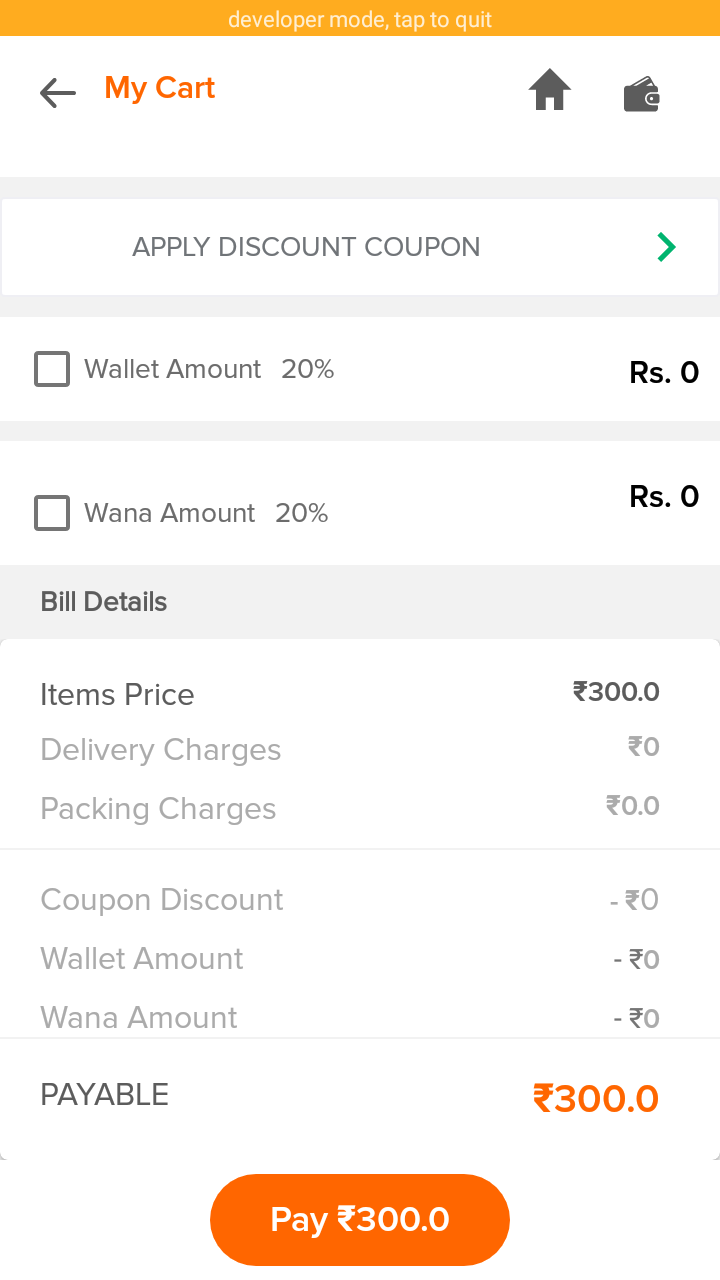 developer mode, tap to quit
My Cart
APPLY DISCOUNT COUPON
Wallet Amount 20% Rs. 0
Wana Amount 20% Rs. 0
Bill Details
Items Price ₹300.0
Delivery Charges ₹0
Packing Charges ₹0.0
Coupon Discount - ₹0
Wallet Amount - ₹0
Wana Amount - ₹0
PAYABLE ₹300.0
Pay ₹300.0